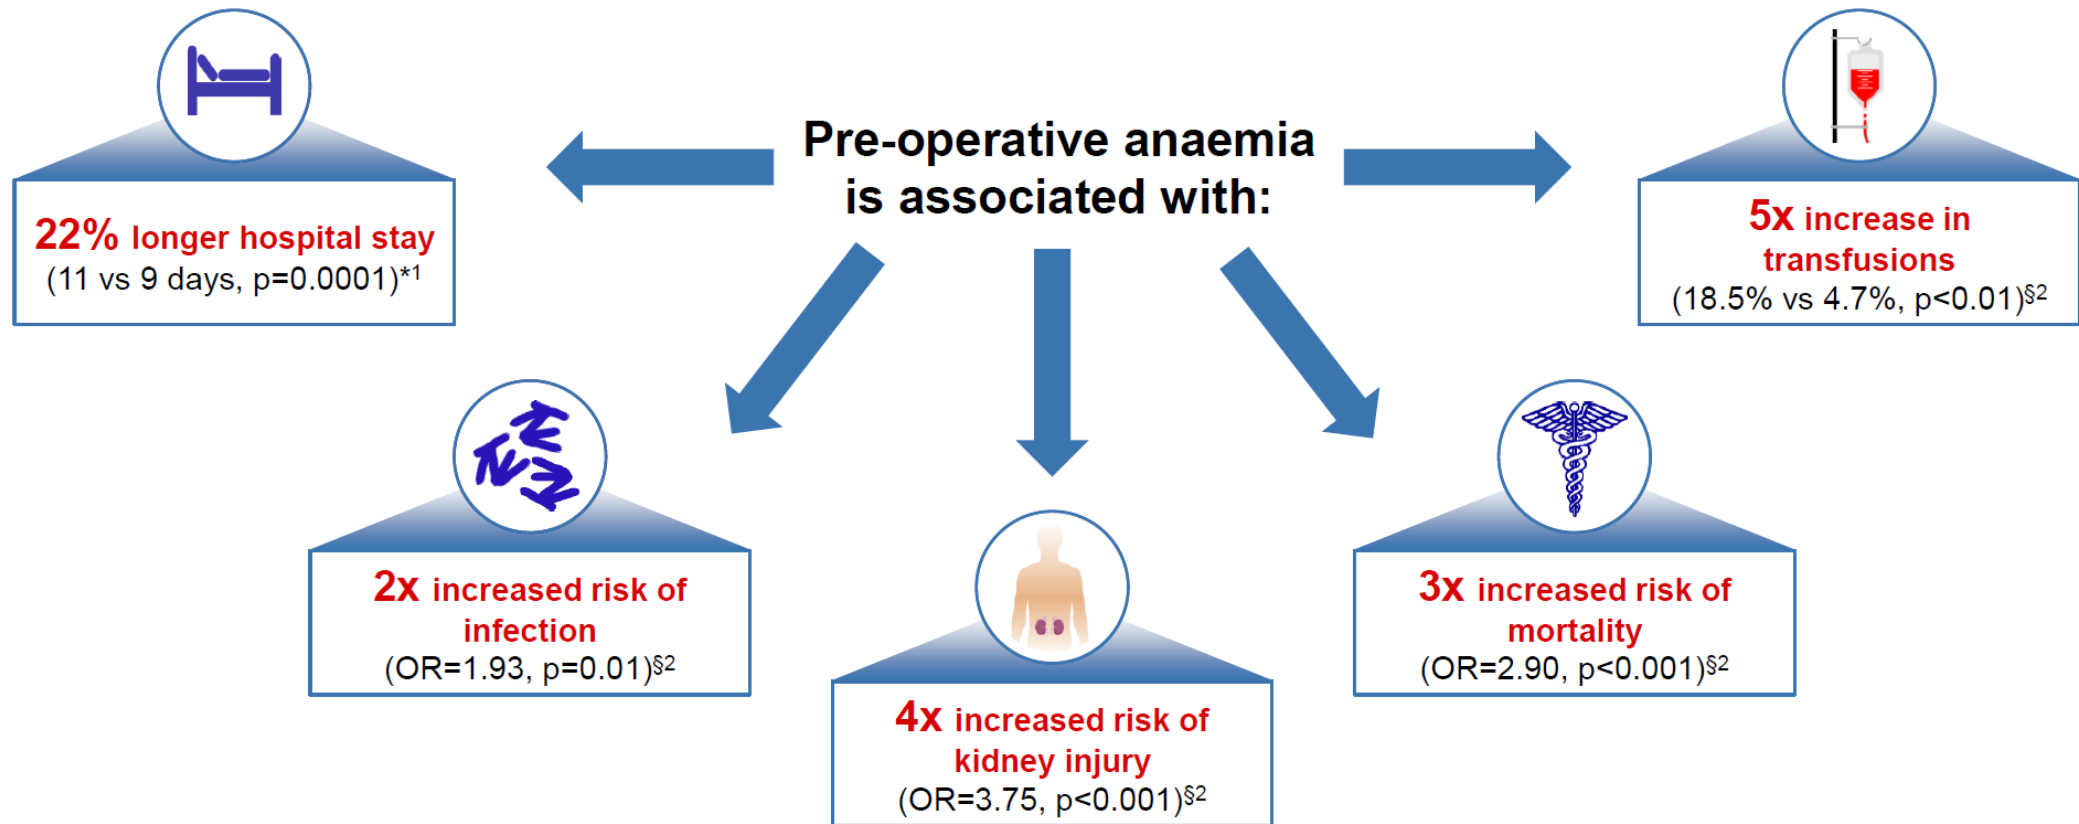 Pre-operative anaemia
is associated with:
22% longer hospital stay
(11 vs 9 days, p=0.0001)*1
5x increase in
transfusions
(18.5% vs 4.7%, p<0.01)§2
2x increased risk of
infection
(OR=1.93, p=0.01)§2
4x increased risk of
kidney injury
(OR=3.75, p<0.001)§2
3x increased risk of
mortality
(OR=2.90, p<0.001)§2